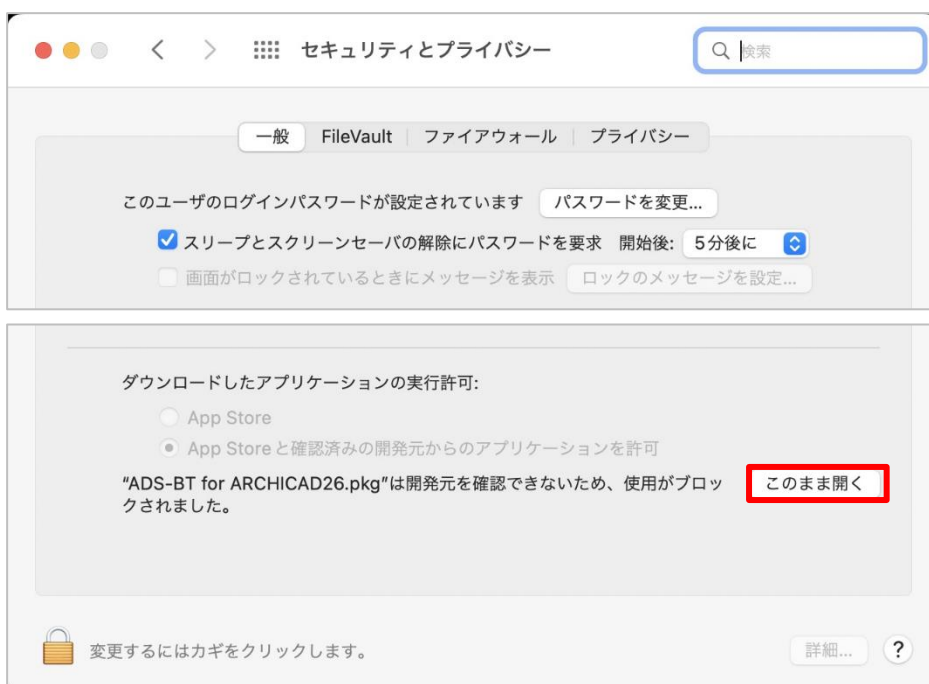 セキュリティとプライバシー
検索
一般 FileVault ファイアウォール プライバシー
このユーザのログインパスワードが設定されています パスワードを変更...
スリープとスクリーンセーバの解除にパスワードを要求 開始後: 5分後に
画面がロックされているときにメッセージを表示 ロックのメッセージを設定...
ダウンロードしたアプリケーションの実行許可:
App Store
App Storeと確認済みの開発元からのアプリケーションを許可
"ADS-BT for ARCHICAD26.pkg"は開発元を確認できないため、使用がブロッ
クされました。
このまま開く
変更するにはカギをクリックします。
詳細... ?